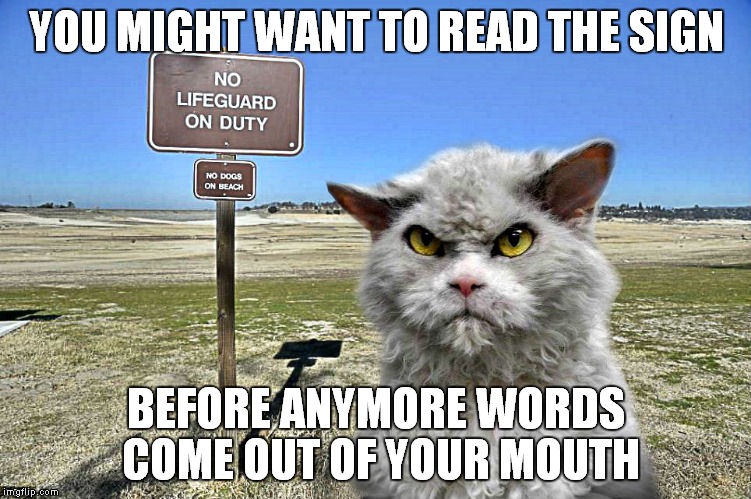 YOU MIGHT WANT TO READ THE SIGN
NO
LIFEGUARD
ON DUTY
NO DOGS
ON BEACH
BEFORE ANYMORE WORDS
COME OUT OF YOUR MOUTH
imgflip.com